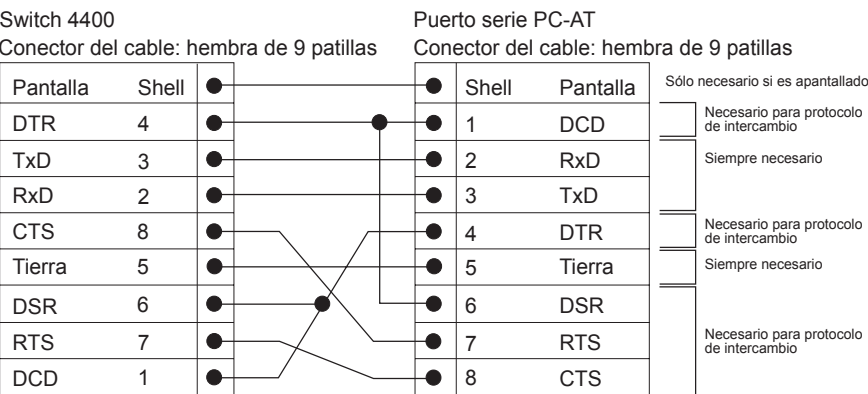 Switch 4400 Puerto serie PC-AT
Conector del cable: hembra de 9 patillas Conector del cable: hembra de 9 patillas
Pantalla Shell Shell Pantalla Sólo necesario si es apantallado
DTR 4 1 DCD Necesario para protocolo
de intercambio
TxD 3 2 RxD Siempre necesario
RxD 2 3 TxD
CTS 8 4 DTR Necesario para protocolo
de intercambio
Tierra 5 5 Tierra Siempre necesario
DSR 6 6 DSR
RTS 7 7 RTS Necesario para protocolo
de intercambio
DCD 1 8 CTS